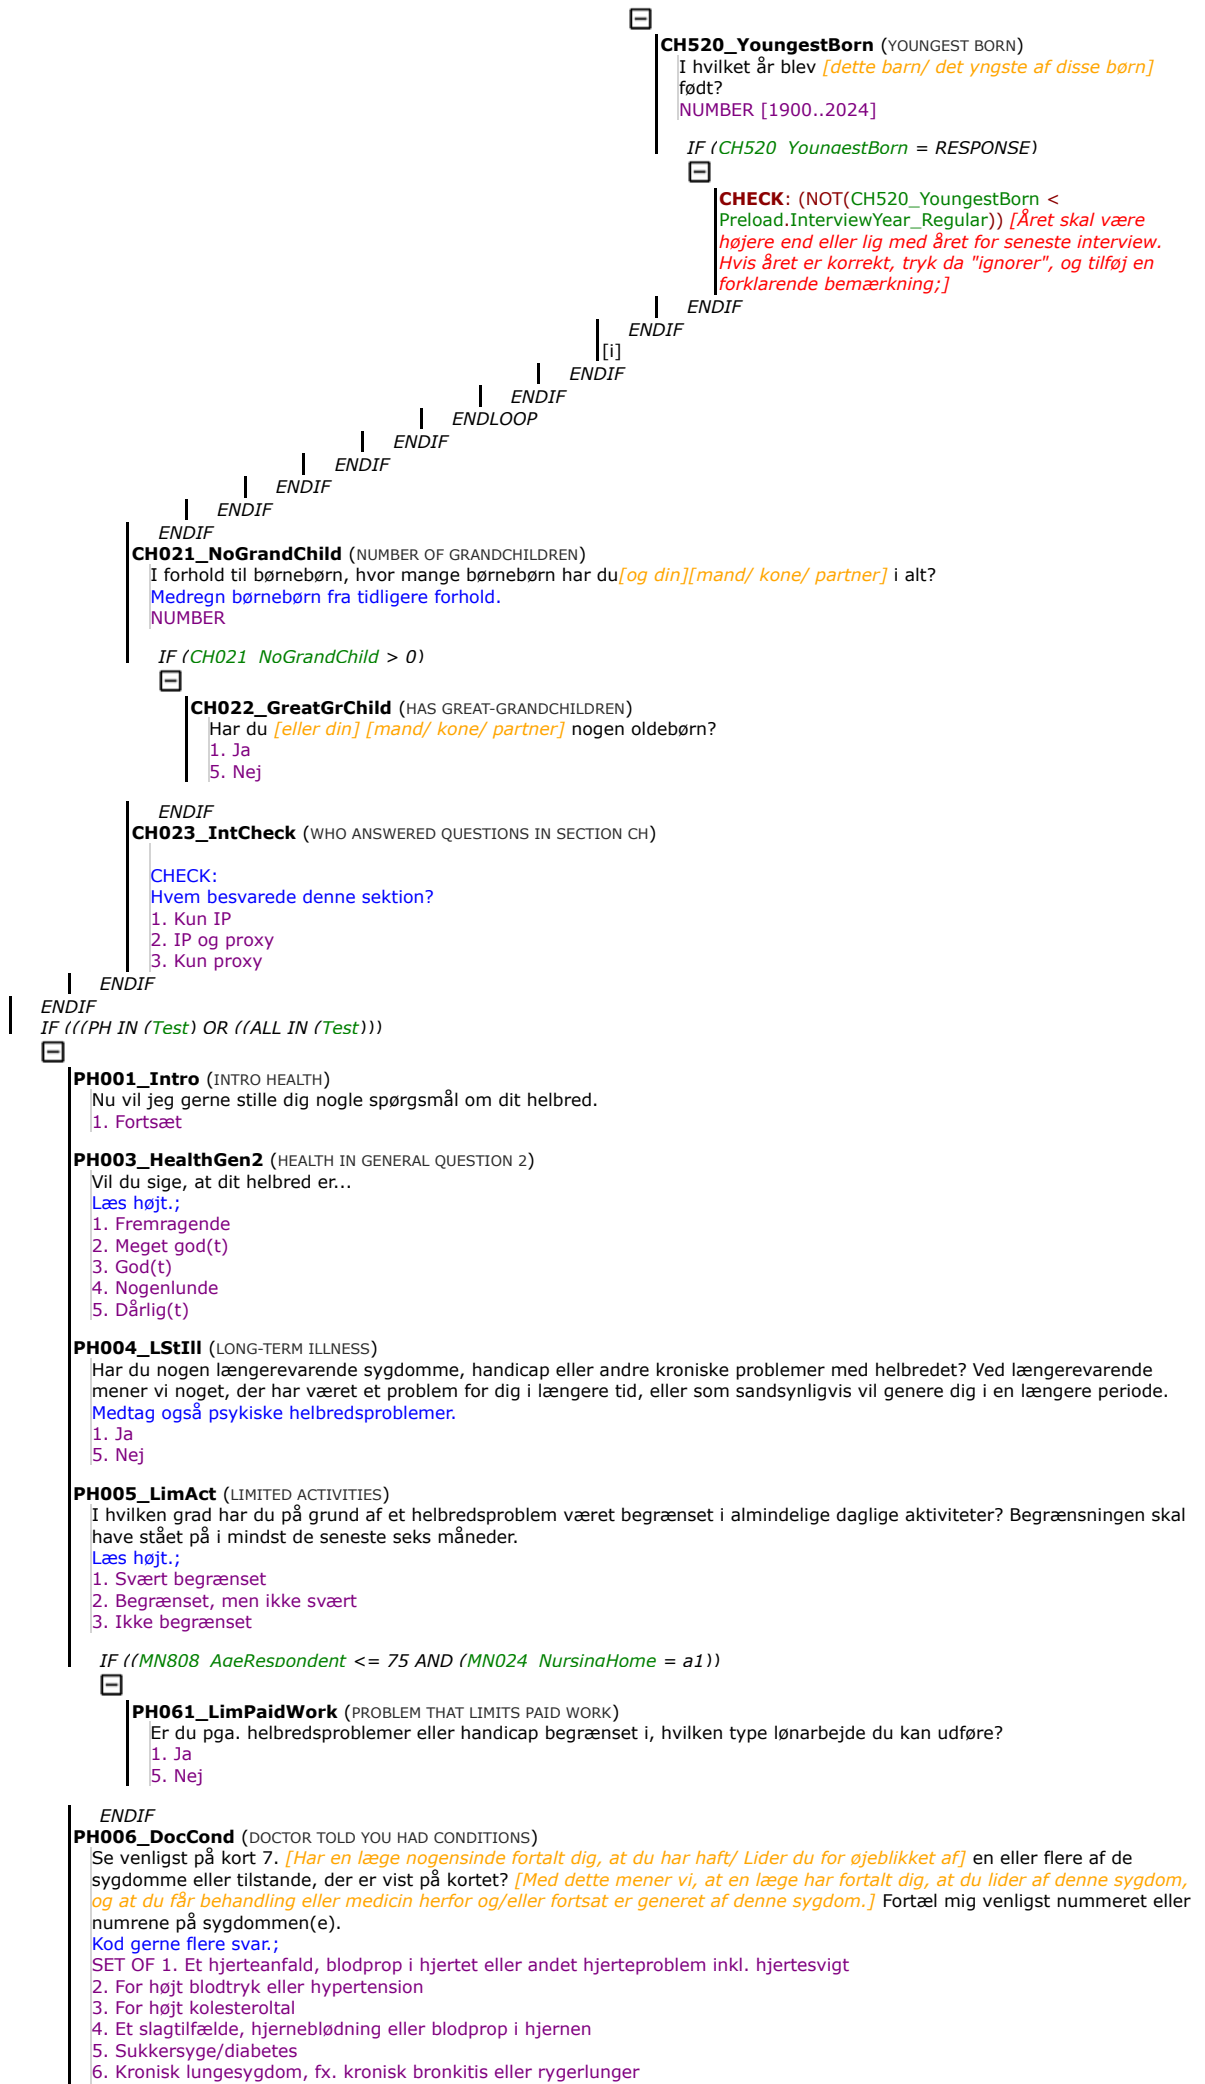 CH520_YoungestBorn (YOUNGEST BORN)
I hvilket år blev [dette barn/ det yngste af disse børn]
født?
NUMBER [1900..2024]
IF (CH520_YoungestBorn = RESPONSE)
CHECK: (NOT(CH520_YoungestBorn <
Preload.InterviewYear_Regular)) [Året skal være
højere end eller lig med året for seneste interview.
Hvis året er korrekt, tryk da "ignorer", og tilføj en
forklarende bemærkning;]
ENDIF
ENDIF
[i]
ENDIF
ENDIF
ENDLOOP
ENDIF
ENDIF
ENDIF
ENDIF
ENDIF
CH021_NoGrandChild (NUMBER OF GRANDCHILDREN)
I forhold til børnebørn, hvor mange børnebørn har du[og din][mand/ kone/ partner] i alt?
Medregn børnebørn fra tidligere forhold.
NUMBER
IF (CH021_NoGrandChild > 0)
CH022_GreatGrChild (HAS GREAT-GRANDCHILDREN)
Har du [eller din] [mand/ kone/ partner] nogen oldebørn?
1. Ja
5. Nej
ENDIF
CH023_IntCheck (WHO ANSWERED QUESTIONS IN SECTION CH)
CHECK:
Hvem besvarede denne sektion?
1. Kun IP
2. IP og proxy
3. Kun proxy
ENDIF
ENDIF
IF (((PH IN (Test) OR ((ALL IN (Test)))
PH001_Intro (INTRO HEALTH)
Nu vil jeg gerne stille dig nogle spørgsmål om dit helbred.
1. Fortsæt
PH003_HealthGen2 (HEALTH IN GENERAL QUESTION 2)
Vil du sige, at dit helbred er...
Læs højt.;
1. Fremragende
2. Meget god(t)
3. God(t)
4. Nogenlunde
5. Dårlig(t)
PH004_LStIll (LONG-TERM ILLNESS)
Har du nogen længerevarende sygdomme, handicap eller andre kroniske problemer med helbredet? Ved længerevarende
mener vi noget, der har været et problem for dig i længere tid, eller som sandsynligvis vil genere dig i en længere periode.
Medtag også psykiske helbredsproblemer.
1. Ja
5. Nej
PH005_LimAct (LIMITED ACTIVITIES)
I hvilken grad har du på grund af et helbredsproblem været begrænset i almindelige daglige aktiviteter? Begrænsningen skal
have stået på i mindst de seneste seks måneder.
Læs højt.;
1. Svært begrænset
2. Begrænset, men ikke svært
3. Ikke begrænset
IF ((MN808_AgeRespondent <= 75 AND (MN024_NursingHome = a1))
PH061_LimPaidWork (PROBLEM THAT LIMITS PAID WORK)
Er du pga. helbredsproblemer eller handicap begrænset i, hvilken type lønarbejde du kan udføre?
1. Ja
5. Nej
ENDIF
PH006_DocCond (DOCTOR TOLD YOU HAD CONDITIONS)
Se venligst på kort 7. [Har en læge nogensinde fortalt dig, at du har haft/ Lider du for øjeblikket af] en eller flere af de
sygdomme eller tilstande, der er vist på kortet? [Med dette mener vi, at en læge har fortalt dig, at du lider af denne sygdom,
og at du får behandling eller medicin herfor og/eller fortsat er generet af denne sygdom.] Fortæl mig venligst nummeret eller
numrene på sygdommen(e).
Kod gerne flere svar.;
SET OF 1. Et hjerteanfald, blodprop i hjertet eller andet hjerteproblem inkl. hjertesvigt
2. For højt blodtryk eller hypertension
3. For højt kolesteroltal
4. Et slagtilfælde, hjerneblødning eller blodprop i hjernen
5. Sukkersyge/diabetes
6. Kronisk lungesygdom, fx. kronisk bronkitis eller rygerlunger